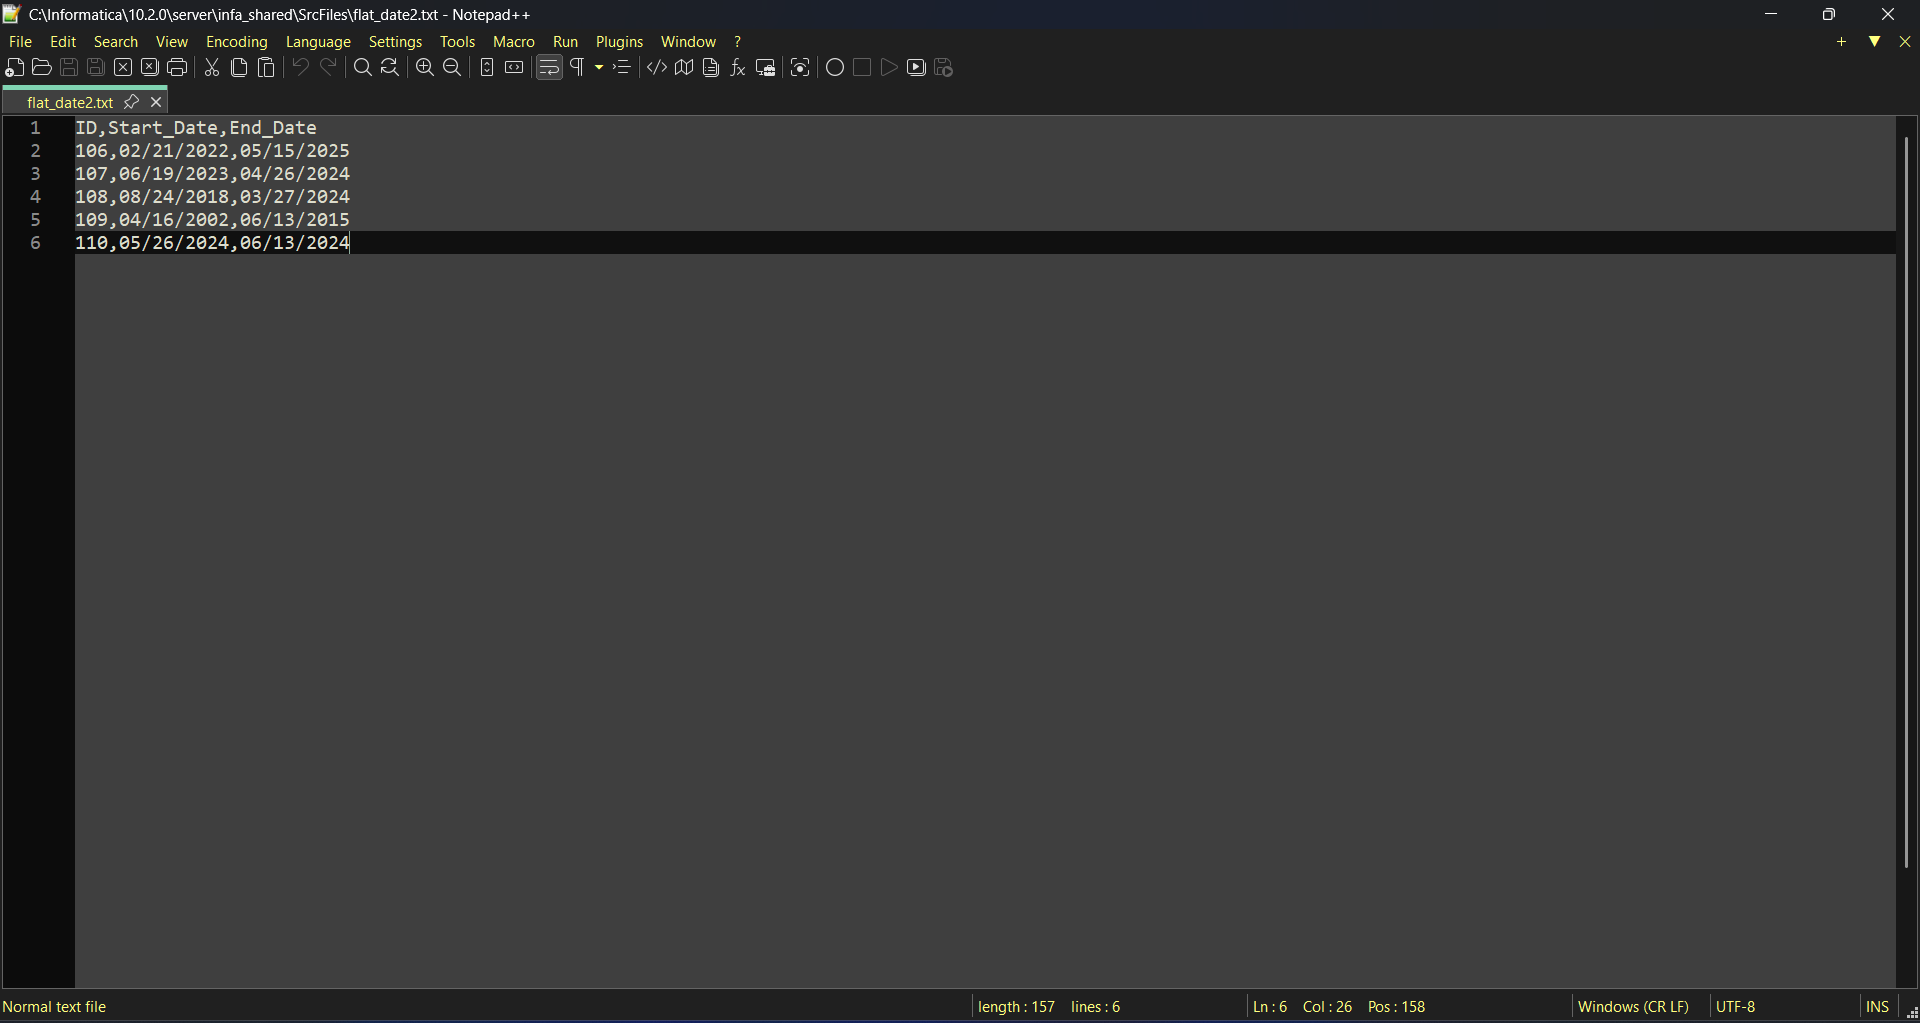 C:\Informatica\10.2.0\server\infa_shared\SrcFiles\flat_date2.txt - Notepad++
File Edit Search View Encoding Language Settings Tools Macro Run Plugins Window ?
flat_date2.txt
1 ID,Start_Date,End_Date
2 106,02/21/2022,05/15/2025
3 107,06/19/2023,04/26/2024
4 108,08/24/2018,03/27/2024
5 109,04/16/2002,06/13/2015
6 110,05/26/2024,06/13/2024
Normal text file length : 157 lines : 6 Ln : 6 Col : 26 Pos : 158 Windows (CR LF) UTF-8 INS